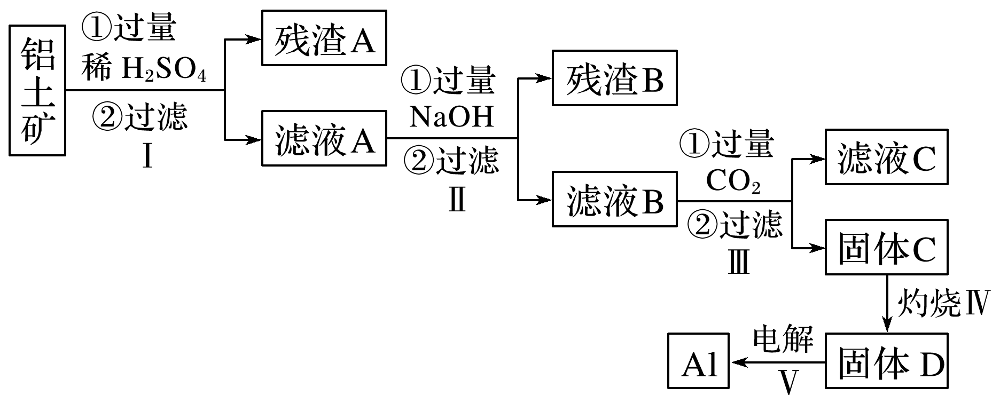 铝土矿
①过量
稀 H₂SO₄
②过滤
Ⅰ
残渣A
滤液A
①过量
NaOH
②过滤
Ⅱ
残渣B
滤液B
①过量
CO₂
②过滤
Ⅲ
滤液C
固体C
灼烧Ⅳ
固体 D
电解
Ⅴ
Al